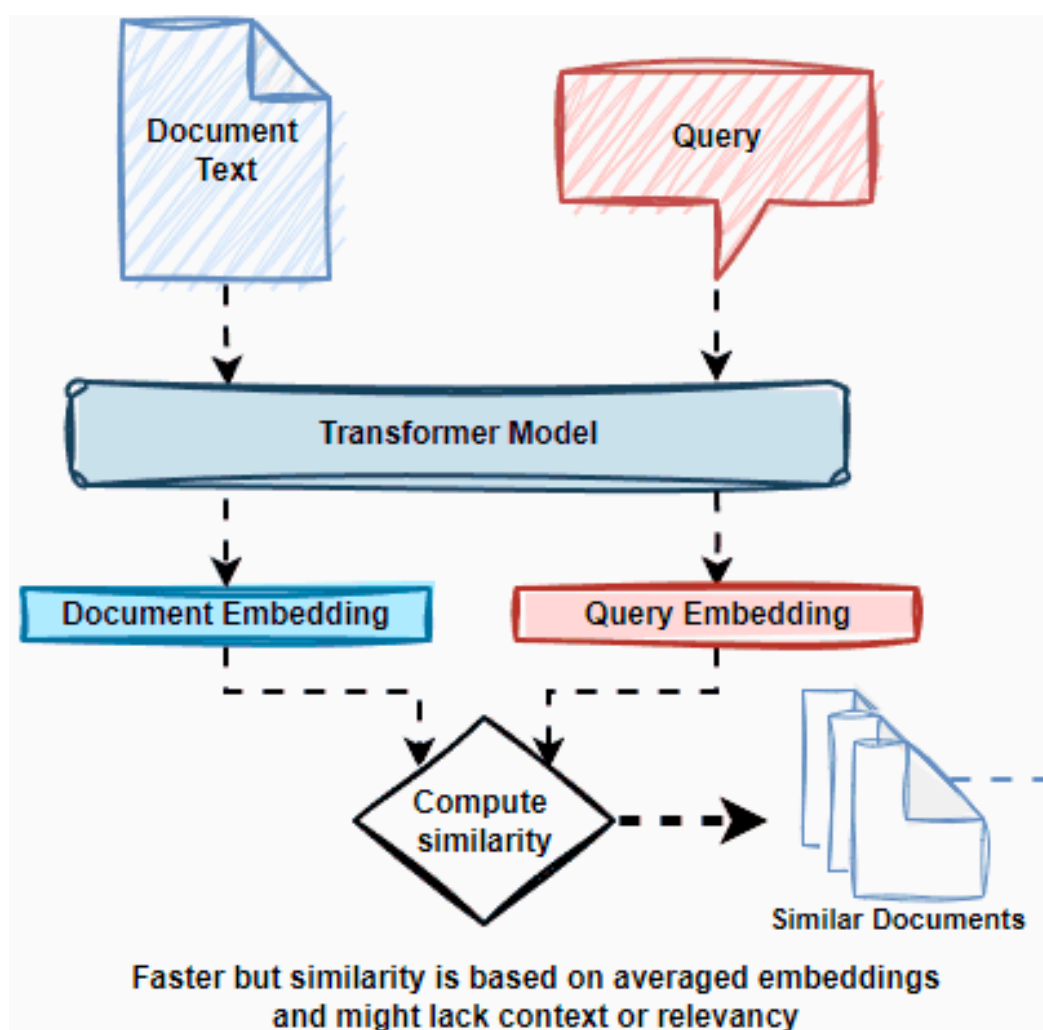 Document
Text
Query
Transformer Model
Document Embedding
Query Embedding
Compute
similarity
Similar Documents
Faster but similarity is based on averaged embeddings
and might lack context or relevancy